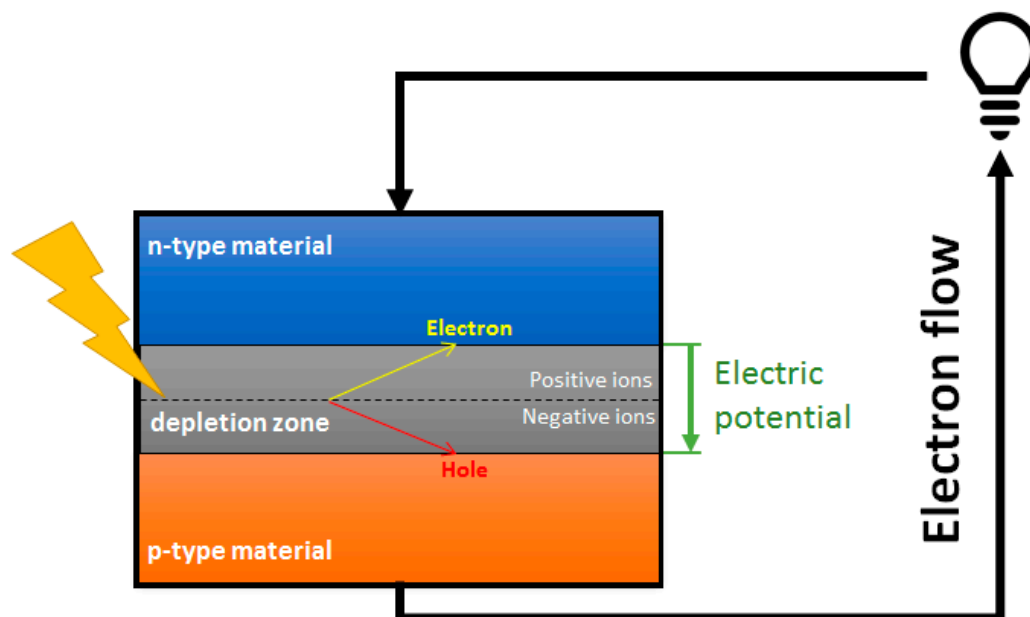 n-type material
Electron
Positive ions
Negative ions
depletion zone
Hole
p-type material
Electric
potential
Electron flow